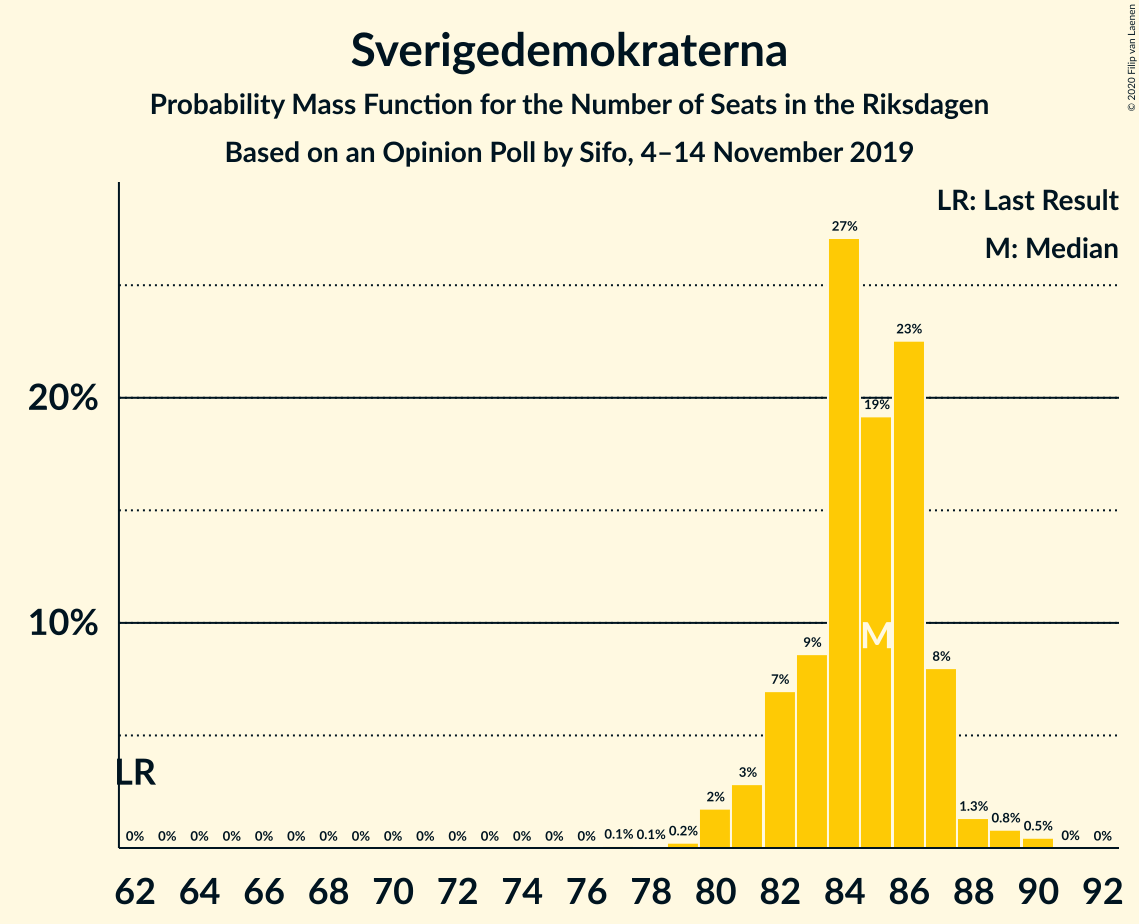 Sverigedemokraterna
Probability Mass Function for the Number of Seats in the Riksdagen
Based on an Opinion Poll by Sifo, 4–14 November 2019
© 2020 Filip van Laenen
LR: Last Result
M: Median
20%
10%
LR
M
0% 0% 0% 0% 0% 0% 0% 0% 0% 0% 0% 0% 0% 0% 0% 0.1% 0.1% 0.2% 2% 3% 7% 9% 27% 19% 23% 8% 1.3% 0.8% 0.5% 0% 0%
62 64 66 68 70 72 74 76 78 80 82 84 86 88 90 92